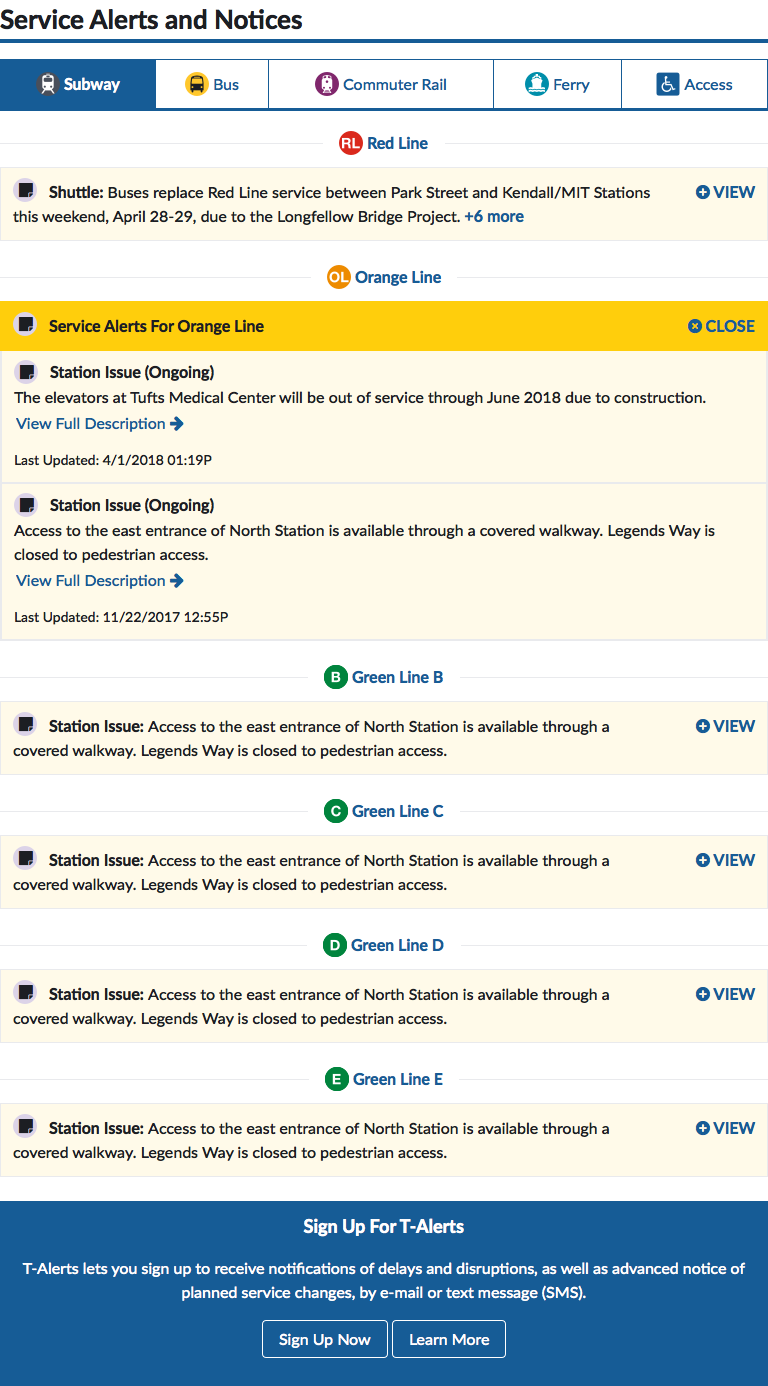 Service Alerts and Notices
Subway Bus Commuter Rail Ferry Access
RL Red Line
Shuttle: Buses replace Red Line service between Park Street and Kendall/MIT Stations VIEW
this weekend, April 28-29, due to the Longfellow Bridge Project. +6 more
OL Orange Line
Service Alerts For Orange Line CLOSE
Station Issue (Ongoing)
The elevators at Tufts Medical Center will be out of service through June 2018 due to construction.
View Full Description
Last Updated: 4/1/2018 01:19P
Station Issue (Ongoing)
Access to the east entrance of North Station is available through a covered walkway. Legends Way is
closed to pedestrian access.
View Full Description
Last Updated: 11/22/2017 12:55P
B Green Line B
Station Issue: Access to the east entrance of North Station is available through a VIEW
covered walkway. Legends Way is closed to pedestrian access.
C Green Line C
Station Issue: Access to the east entrance of North Station is available through a VIEW
covered walkway. Legends Way is closed to pedestrian access.
D Green Line D
Station Issue: Access to the east entrance of North Station is available through a VIEW
covered walkway. Legends Way is closed to pedestrian access.
E Green Line E
Station Issue: Access to the east entrance of North Station is available through a VIEW
covered walkway. Legends Way is closed to pedestrian access.
Sign Up For T-Alerts
T-Alerts lets you sign up to receive notifications of delays and disruptions, as well as advanced notice of
planned service changes, by e-mail or text message (SMS).
Sign Up Now Learn More